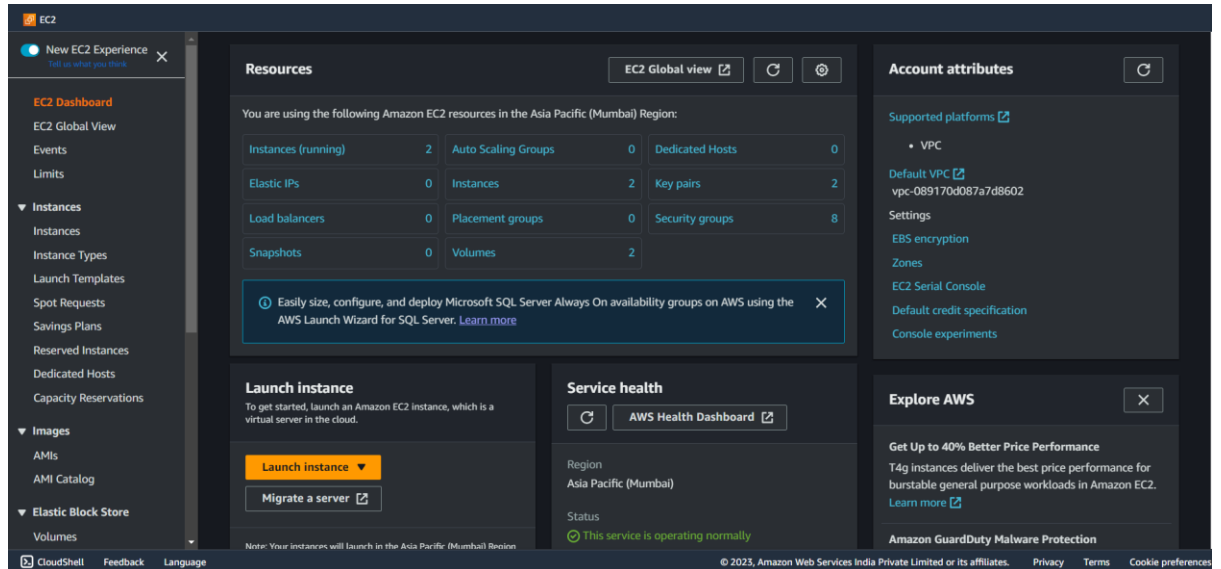 EC2
New EC2 Experience
Tell us what you think
EC2 Dashboard
EC2 Global View
Events
Limits
Instances
Instances
Instance Types
Launch Templates
Spot Requests
Savings Plans
Reserved Instances
Dedicated Hosts
Capacity Reservations
Images
AMIs
AMI Catalog
Elastic Block Store
Volumes
Resources
EC2 Global view
You are using the following Amazon EC2 resources in the Asia Pacific (Mumbai) Region:
Instances (running) 2 Auto Scaling Groups 0 Dedicated Hosts 0
Elastic IPs 0 Instances 2 Key pairs 2
Load balancers 0 Placement groups 0 Security groups 8
Snapshots 0 Volumes 2
Easily size, configure, and deploy Microsoft SQL Server Always On availability groups on AWS using the
AWS Launch Wizard for SQL Server. Learn more
Launch instance
To get started, launch an Amazon EC2 instance, which is a
virtual server in the cloud.
Launch instance
Migrate a server
Note: Your instances will launch in the Asia Pacific (Mumbai) Region
Service health
AWS Health Dashboard
Region
Asia Pacific (Mumbai)
Status
This service is operating normally
Account attributes
Supported platforms
• VPC
Default VPC
vpc-089170d087a7d8602
Settings
EBS encryption
Zones
EC2 Serial Console
Default credit specification
Console experiments
Explore AWS
Get Up to 40% Better Price Performance
T4g instances deliver the best price performance for
burstable general purpose workloads in Amazon EC2.
Learn more
Amazon GuardDuty Malware Protection
CloudShell Feedback Language
© 2023, Amazon Web Services India Private Limited or its affiliates. Privacy Terms Cookie preferences